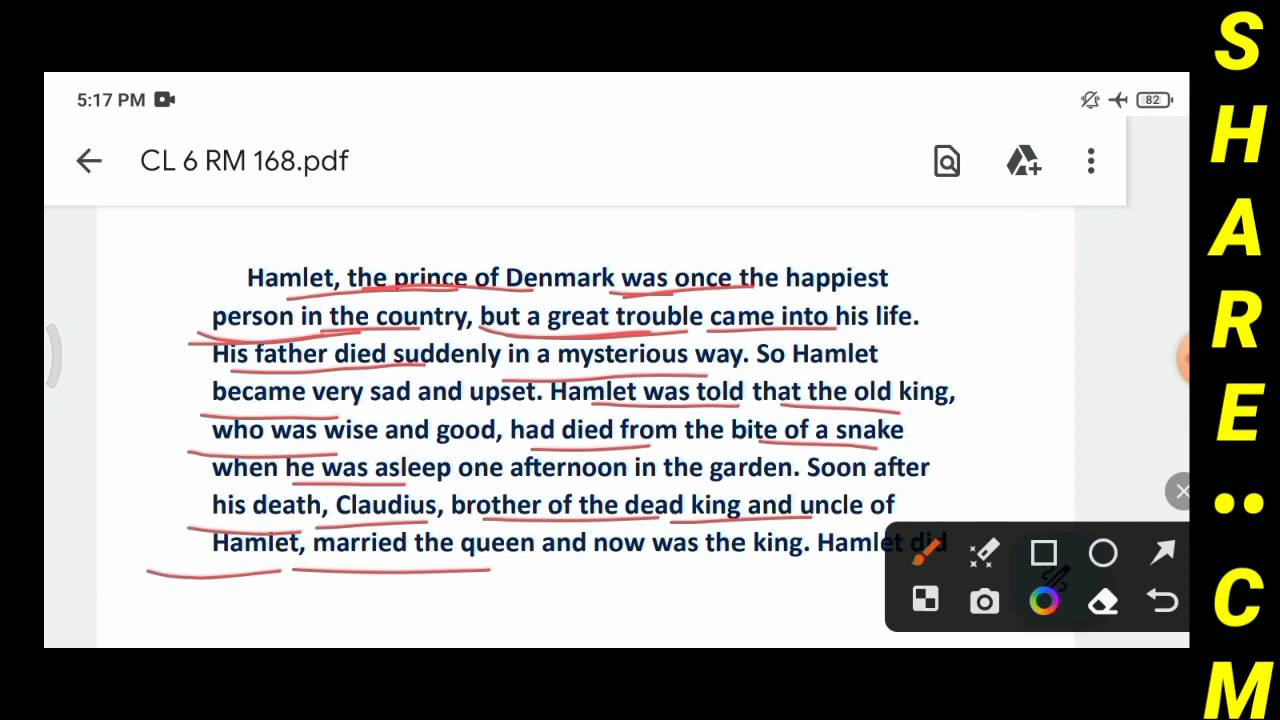 5:17 PM
82
CL 6 RM 168.pdf
Hamlet, the prince of Denmark was once the happiest
person in the country, but a great trouble came into his life.
His father died suddenly in a mysterious way. So Hamlet
became very sad and upset. Hamlet was told that the old king,
who was wise and good, had died from the bite of a snake
when he was asleep one afternoon in the garden. Soon after
his death, Claudius, brother of the dead king and uncle of
Hamlet, married the queen and now was the king. Hamlet did
SHARE..CM